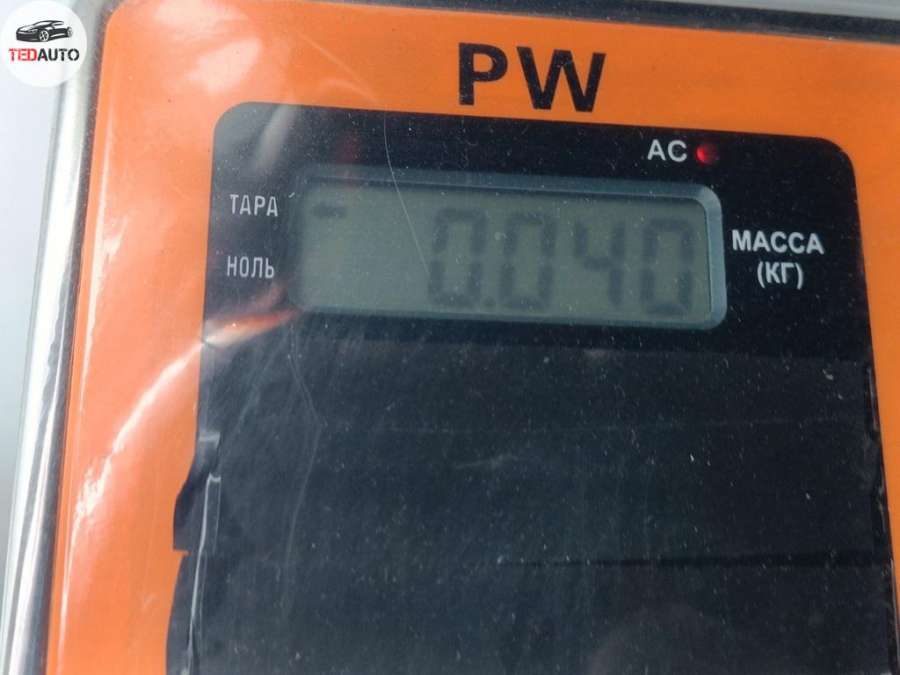 TEDAUTO
PW
AC
ТАРА
НОЛЬ
- 0.040
МАССА
(КГ)